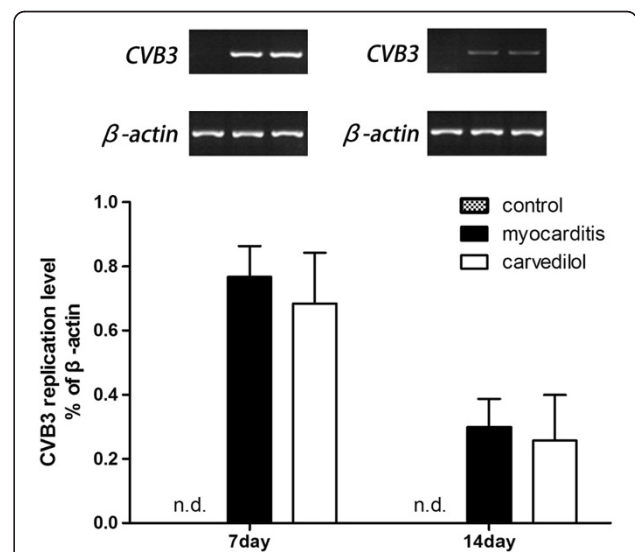 CVB3
CVB3
β-actin
β-actin
control
myocarditis
carvedilol
CVB3 replication level
% of β -actin
1.0
0.8
0.6
0.4
0.2
0.0
n.d.
n.d.
7day
14day